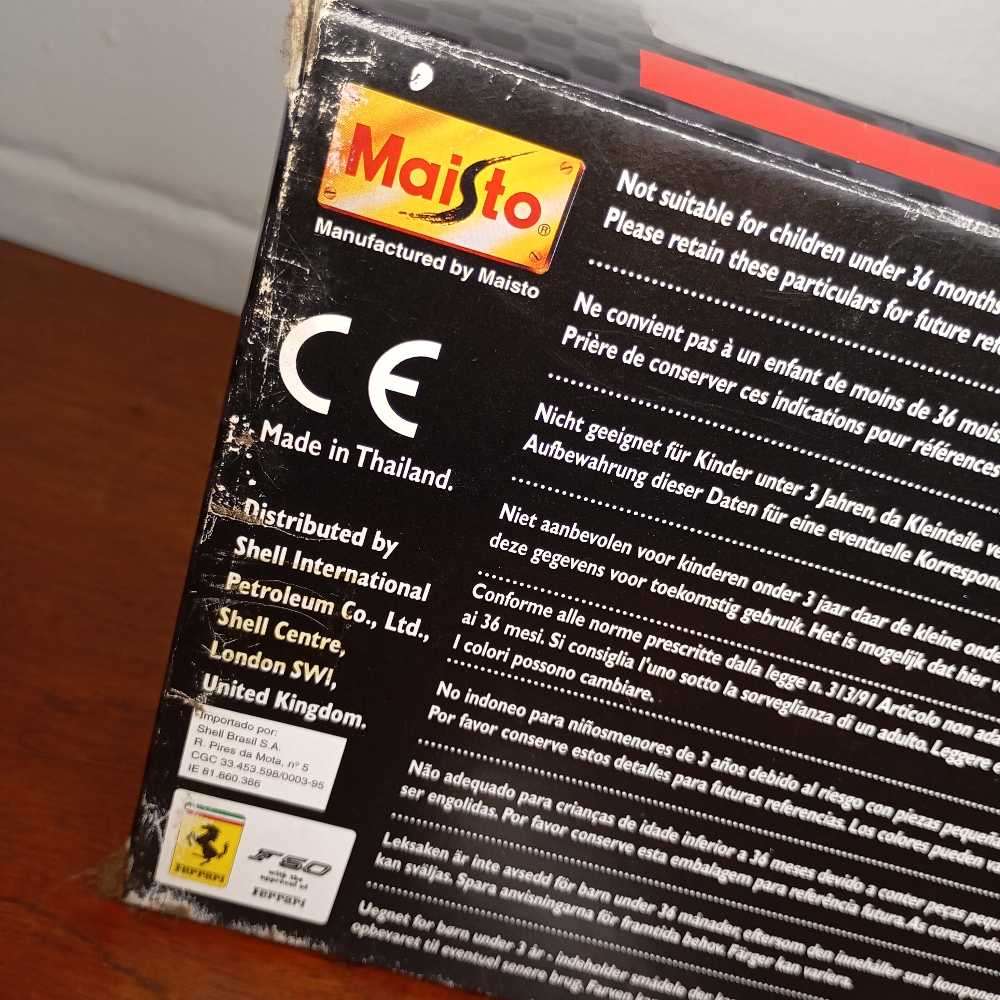 Maisto®
Manufactured by Maisto
CE
Made in Thailand.
Distributed by
Shell International
Petroleum Co., Ltd.,
Shell Centre,
London SW1,
United Kingdom.
Importado por:
Shell Brasil S.A.
R. Pires da Mota, nº 5
CGC 33.453.598/0003-95
IE 81.860.386
Ferrari
F50
with the
approval of
Ferrari
Not suitable for children under 36 months
Please retain these particulars for future
Ne convient pas à un enfant de moins de 36 mois
Prière de conserver ces indications pour références
Nicht geeignet für Kinder unter 3 Jahren, da Kleinteile
Aufbewahrung dieser Daten für eine eventuelle
Niet aanbevolen voor kinderen onder 3 jaar daar de kleine
deze gegevens voor toekomstig gebruik. Het is mogelijk dat hier
Conforme alle norme prescritte dalla legge n. 313/91 Articolo non
ai 36 mesi. Si consiglia l'uno sotto la sorveglianza di un adulto. Leggere
I colori possono cambiare.
No indoneo para niñosmenores de 3 años debido al riesgo con piezas
Por favor conserve estos detalles para futuras referencias. Los colores pueden
Não adequado para crianças de idade inferior a 36 meses devido a conter peças
ser engolidas. Por favor conserve esta embalagem para referência futura. As cores
Leksaken är inte avsedd för barn under 36 månader, eftersom den innehåller små
kan sväljas. Spara anvisningarna för framtida behov. Färger kan variera.
Uegnet for børn under 3 år - indeholder smådele
opbevaret til eventuel senere brug. Farven